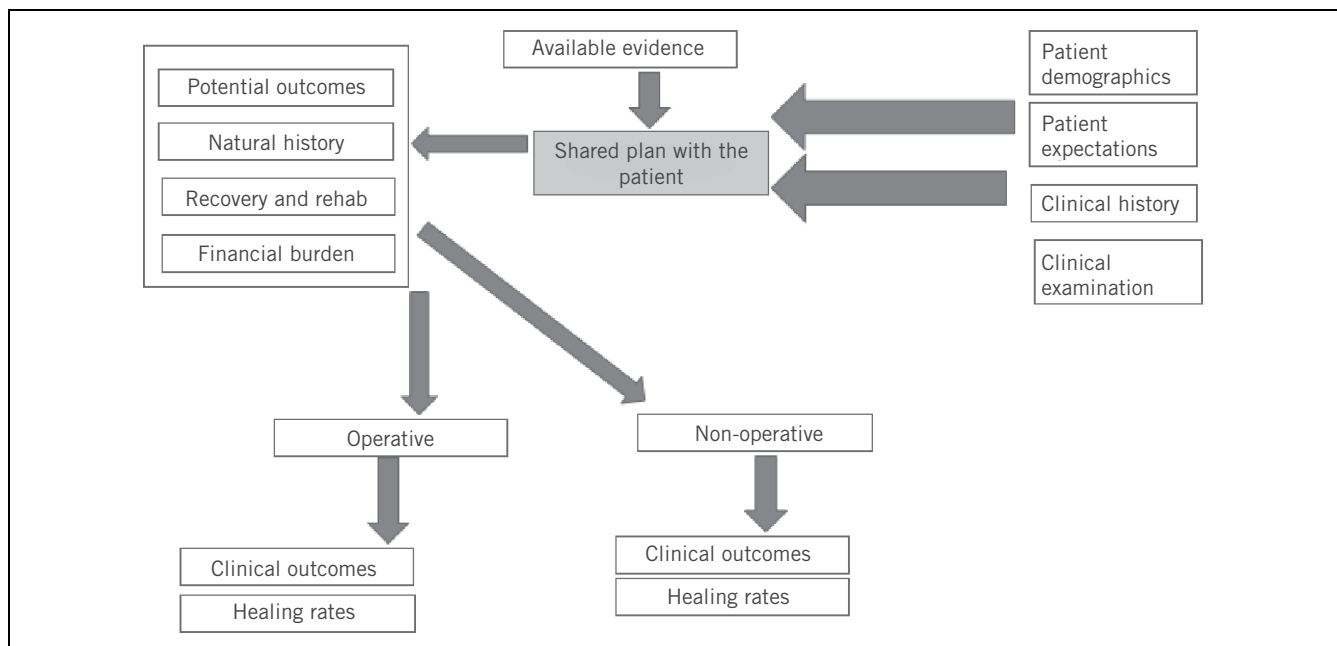 Available evidence
Patient
demographics
Potential outcomes
Natural history
Shared plan with the
patient
Patient
expectations
Recovery and rehab
Clinical history
Financial burden
Clinical
examination
Operative
Non-operative
Clinical outcomes
Healing rates
Clinical outcomes
Healing rates